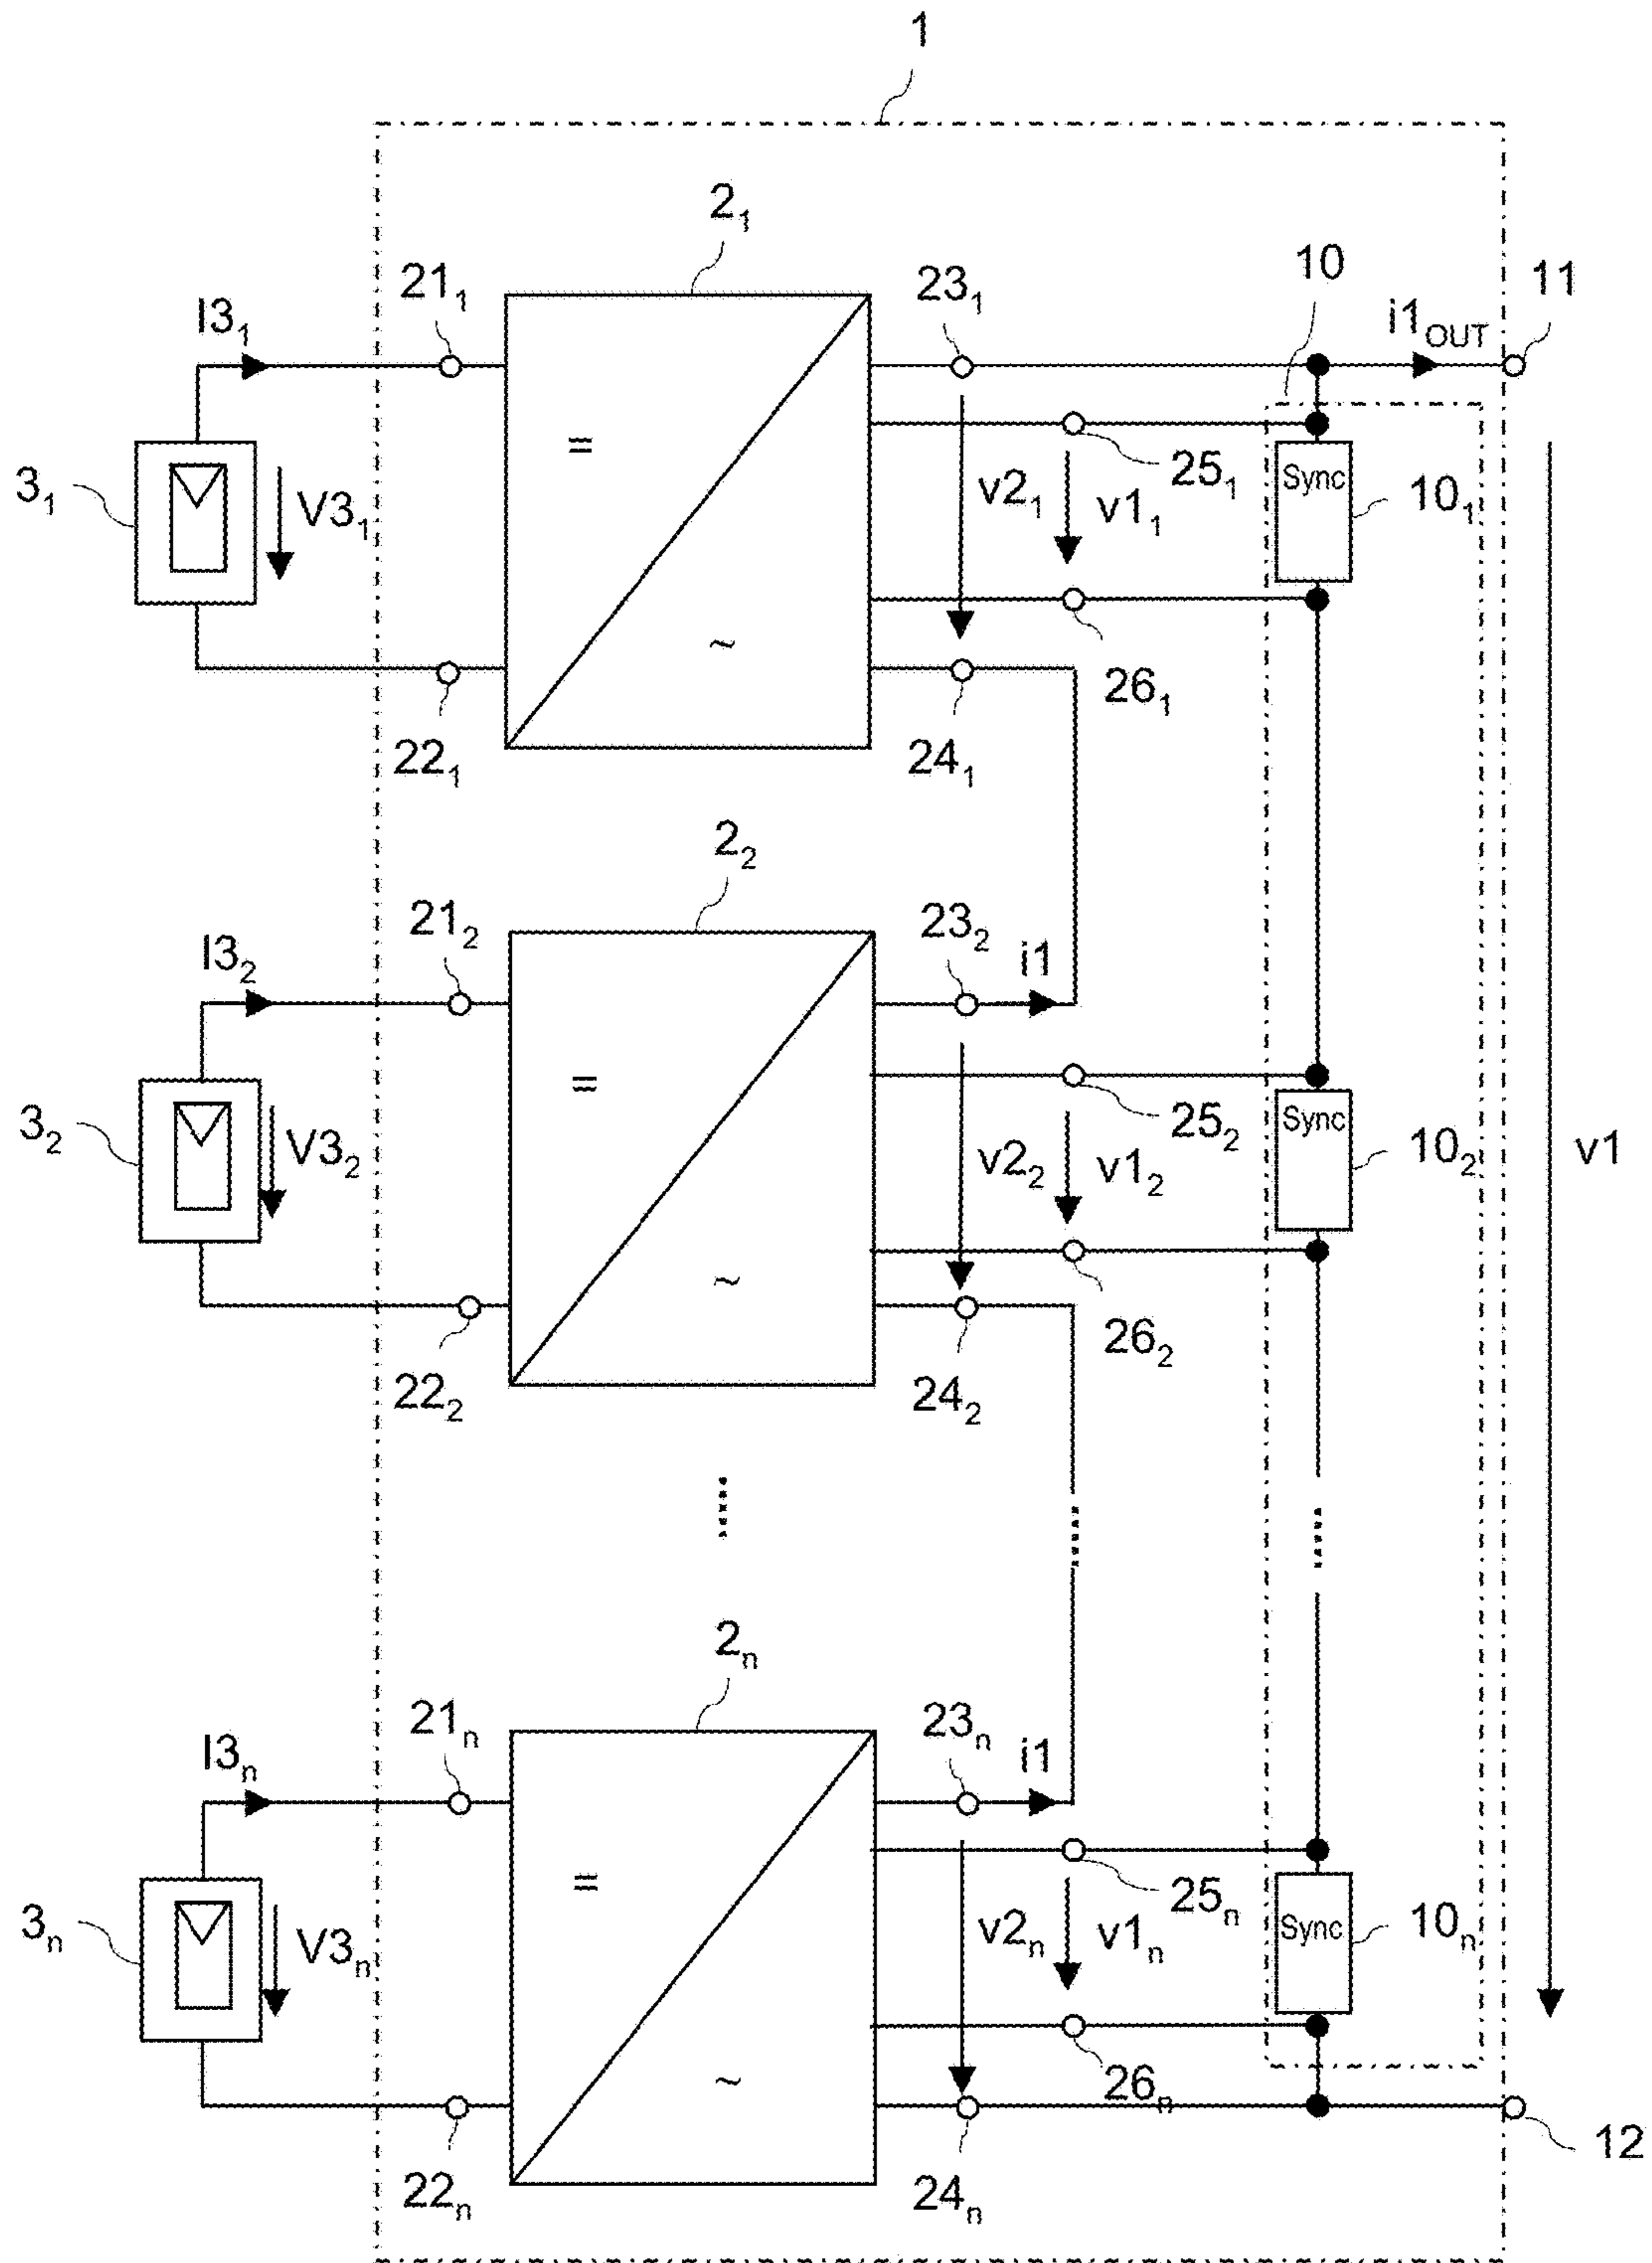 1
2₁
10
21₁
23₁
11
I3₁
i1OUT
=
Sync
3₁
V3₁
v2₁
v1₁
25₁
10₁
~
22₁
24₁
26₁
2₂
21₂
23₂
I3₂
i1
=
Sync
3₂
V3₂
v2₂
v1₂
25₂
10₂
v1
~
22₂
24₂
26₂
2ₙ
21ₙ
23ₙ
I3ₙ
i1
=
Sync
3ₙ
V3ₙ
v2ₙ
v1ₙ
25ₙ
10ₙ
~
26ₙ
22ₙ
24ₙ
12